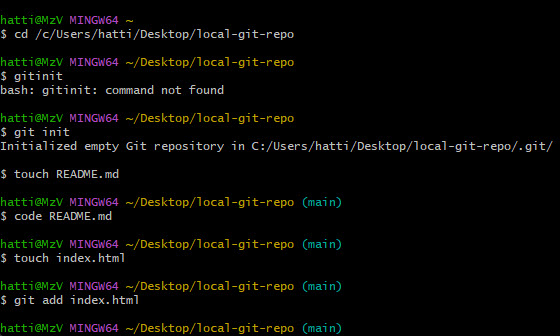 hatti@MzV MINGW64 ~
$ cd /c/Users/hatti/Desktop/local-git-repo
hatti@MzV MINGW64 ~/Desktop/local-git-repo
$ gitinit
bash: gitinit: command not found
hatti@MzV MINGW64 ~/Desktop/local-git-repo
$ git init
Initialized empty Git repository in C:/Users/hatti/Desktop/local-git-repo/.git/
$ touch README.md
hatti@MzV MINGW64 ~/Desktop/local-git-repo (main)
$ code README.md
hatti@MzV MINGW64 ~/Desktop/local-git-repo (main)
$ touch index.html
hatti@MzV MINGW64 ~/Desktop/local-git-repo (main)
$ git add index.html
hatti@MzV MINGW64 ~/Desktop/local-git-repo (main)